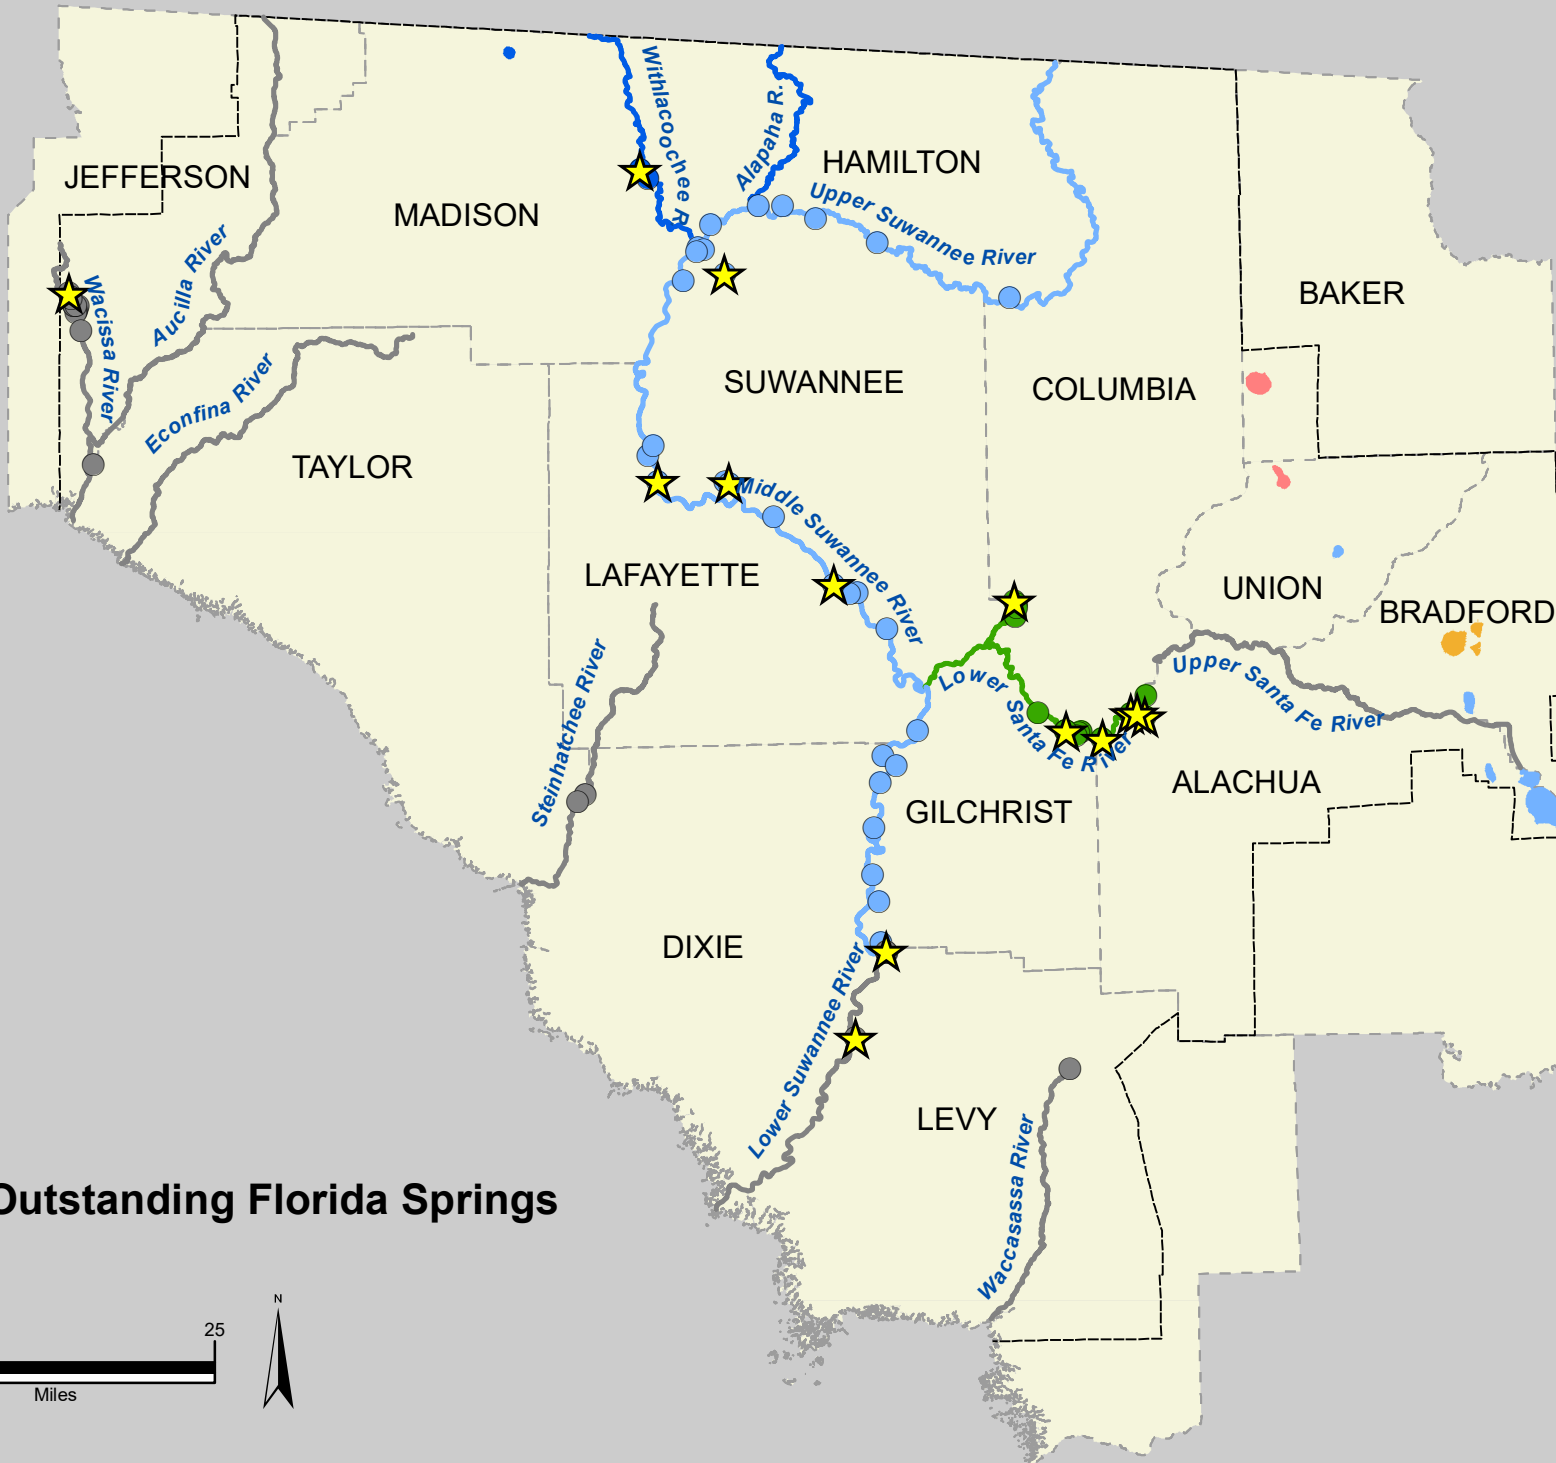 Withlacoochee R.
Alapaha R.
HAMILTON
JEFFERSON
MADISON
Upper Suwannee River
Aucilla River
Wacissa River
BAKER
Econfina River
SUWANNEE
COLUMBIA
TAYLOR
Middle Suwannee River
LAFAYETTE
UNION
BRADFORD
Steinhatchee River
Lower Santa Fe River
Upper Santa Fe River
ALACHUA
GILCHRIST
DIXIE
Lower Suwannee River
LEVY
Waccasassa River
Outstanding Florida Springs
N
25
Miles